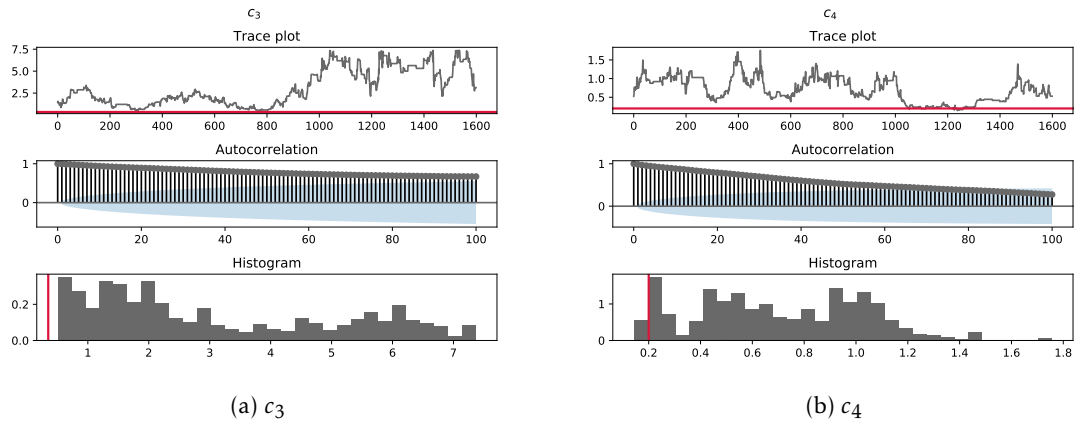 c3
Trace plot
7.5
5.0
2.5
0 200 400 600 800 1000 1200 1400 1600
Autocorrelation
1
0
0 20 40 60 80 100
Histogram
0.2
0.0
1 2 3 4 5 6 7
(a) c3
c4
Trace plot
1.5
1.0
0.5
0 200 400 600 800 1000 1200 1400 1600
Autocorrelation
1
0
0 20 40 60 80 100
Histogram
1
0
0.2 0.4 0.6 0.8 1.0 1.2 1.4 1.6 1.8
(b) c4